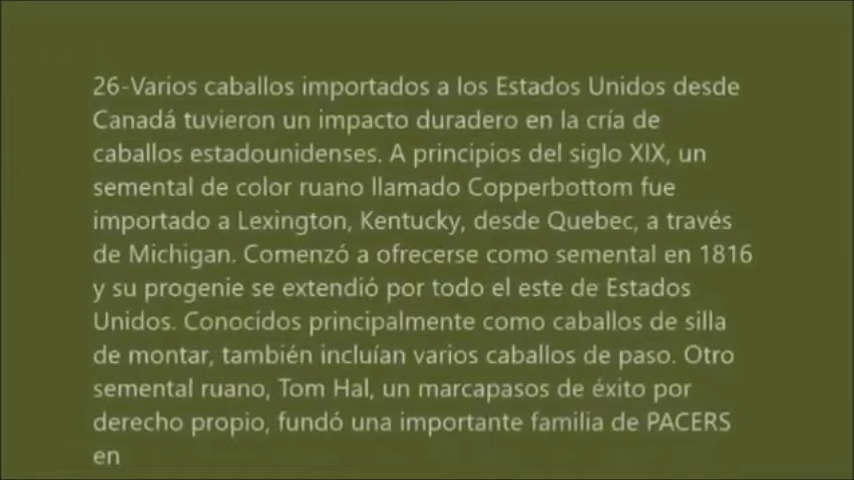 26-Varios caballos importados a los Estados Unidos desde
Canadá tuvieron un impacto duradero en la cría de
caballos estadounidenses. A principios del siglo XIX, un
semental de color ruano llamado Copperbottom fue
importado a Lexington, Kentucky, desde Quebec, a través
de Michigan. Comenzó a ofrecerse como semental en 1816
y su progenie se extendió por todo el este de Estados
Unidos. Conocidos principalmente como caballos de silla
de montar, también incluían varios caballos de paso. Otro
semental ruano, Tom Hal, un marcapasos de éxito por
derecho propio, fundó una importante familia de PACERS
en